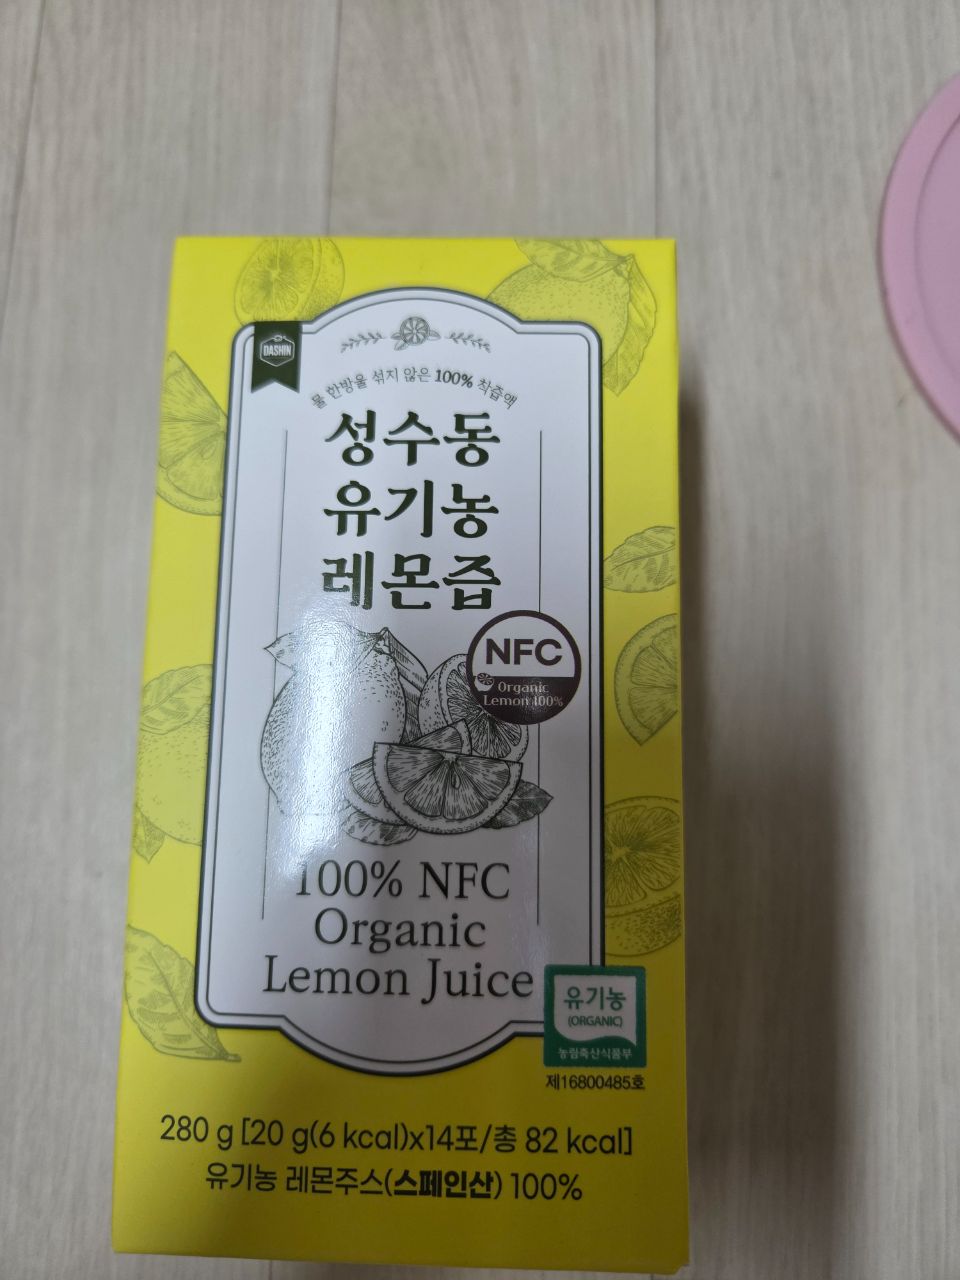 DASHIN
물 한방울 섞지 않은 100% 착즙액
성수동
유기농
레몬즙
NFC
Organic
Lemon 100%
100% NFC
Organic
Lemon Juice
유기농
(ORGANIC)
농림축산식품부
제16800485호
280 g [20 g(6 kcal)x14포/총 82 kcal]
유기농 레몬주스(스페인산) 100%